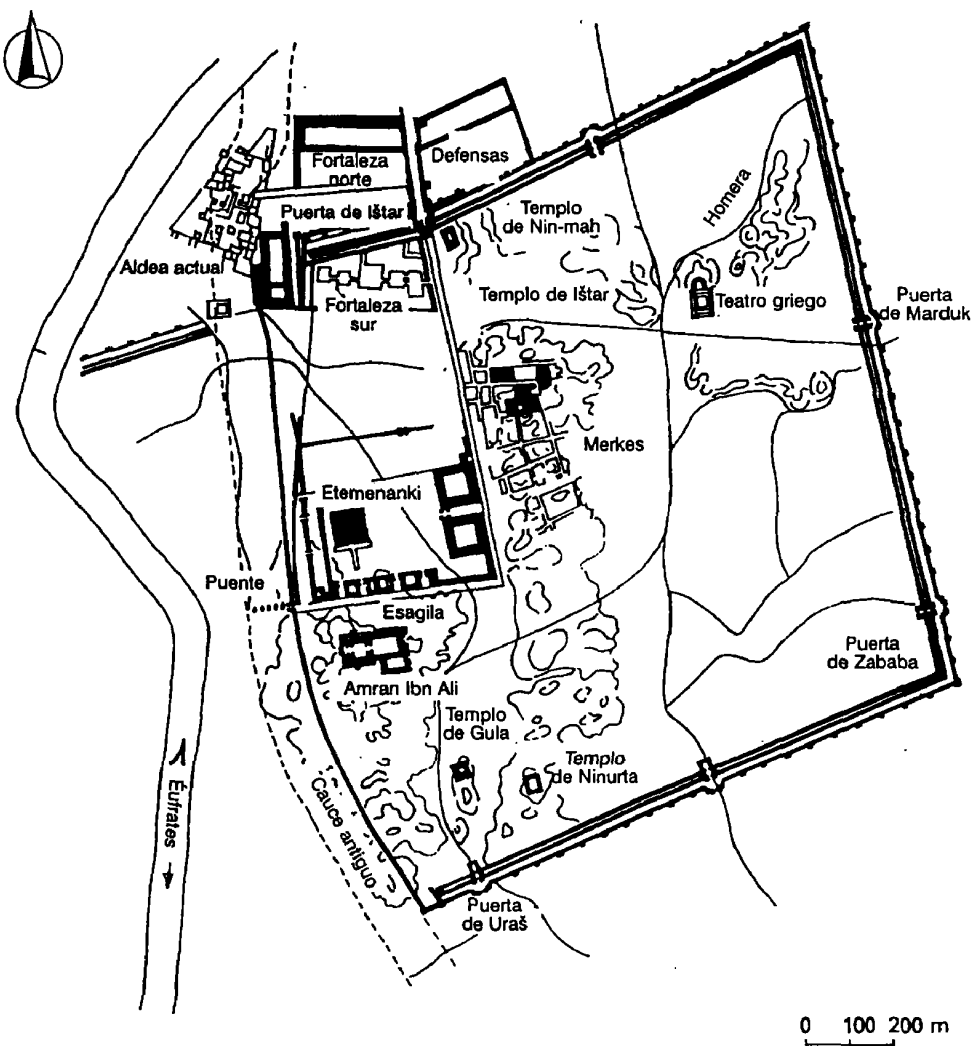 Fortaleza
norte
Defensas
Puerta de Ištar
Templo
de Nin-mah
Homera
Aldea actual
Fortaleza
sur
Templo de Ištar
Teatro griego
Puerta
de Marduk
Merkes
Etemenanki
Puente
Esagila
Puerta
de Zababa
Amran Ibn Ali
Templo
de Gula
Templo
de Ninurta
Éufrates
Cauce antiguo
Puerta
de Uraš
0 100 200 m